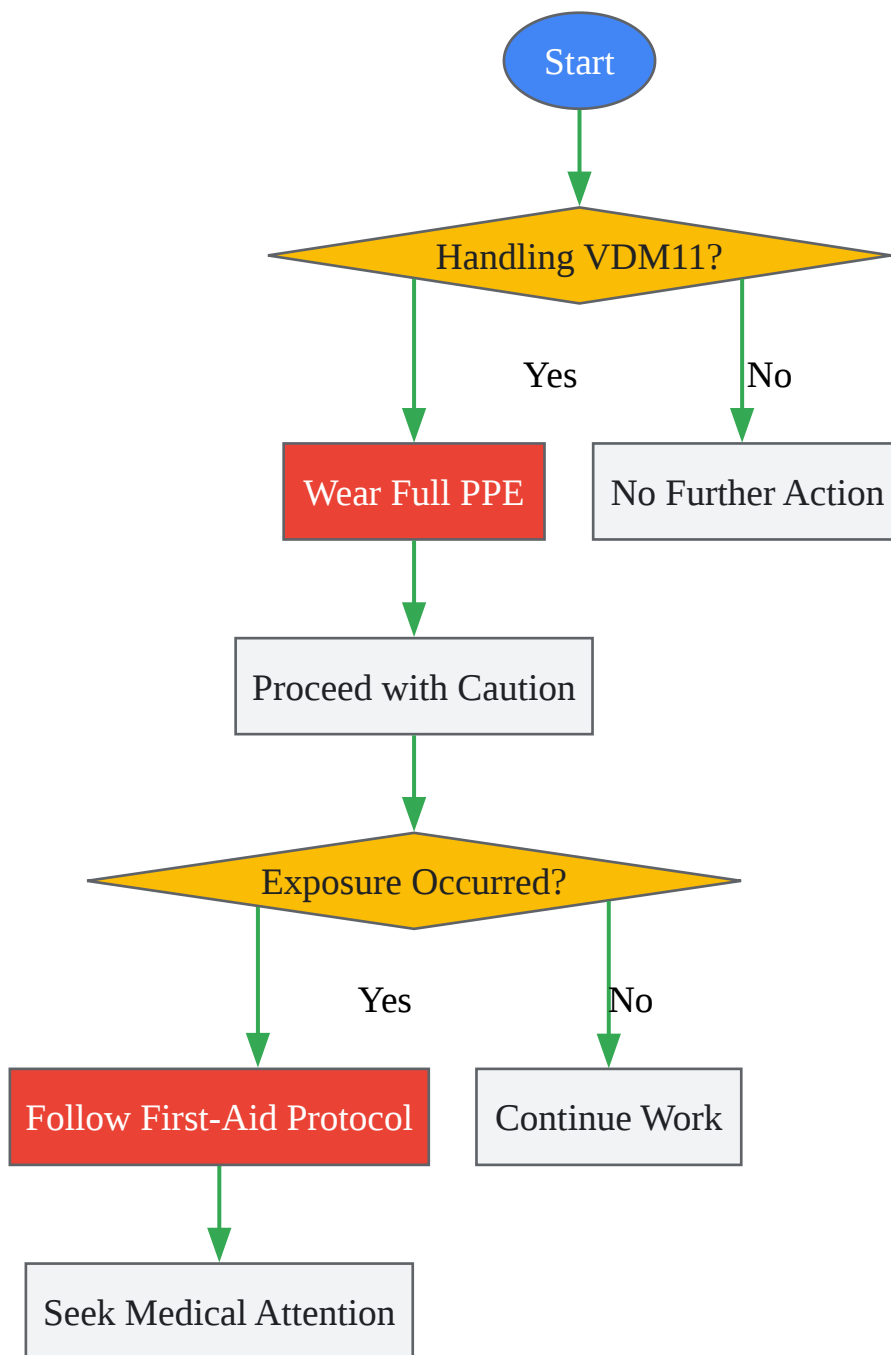 Start
Handling VDM11?
Yes
No
Wear Full PPE
No Further Action
Proceed with Caution
Exposure Occurred?
Yes
No
Follow First-Aid Protocol
Continue Work
Seek Medical Attention